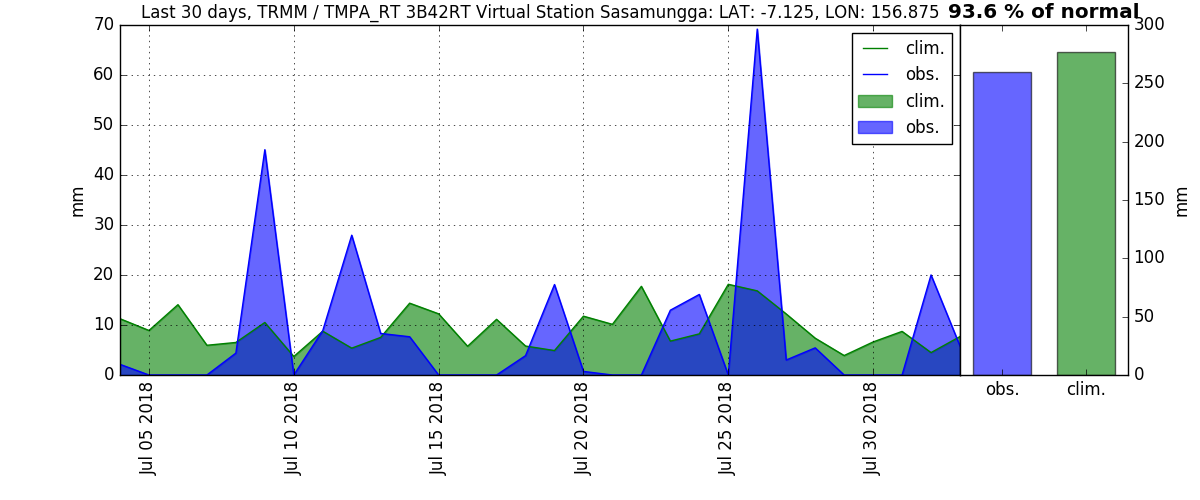 Last 30 days, TRMM / TMPA_RT 3B42RT Virtual Station Sasamungga: LAT: -7.125, LON: 156.875 93.6 % of normal
70
60
50
40
30
20
10
0
mm
clim.
obs.
clim.
obs.
Jul 05 2018
Jul 10 2018
Jul 15 2018
Jul 20 2018
Jul 25 2018
Jul 30 2018
300
250
200
150
100
50
0
mm
obs.
clim.